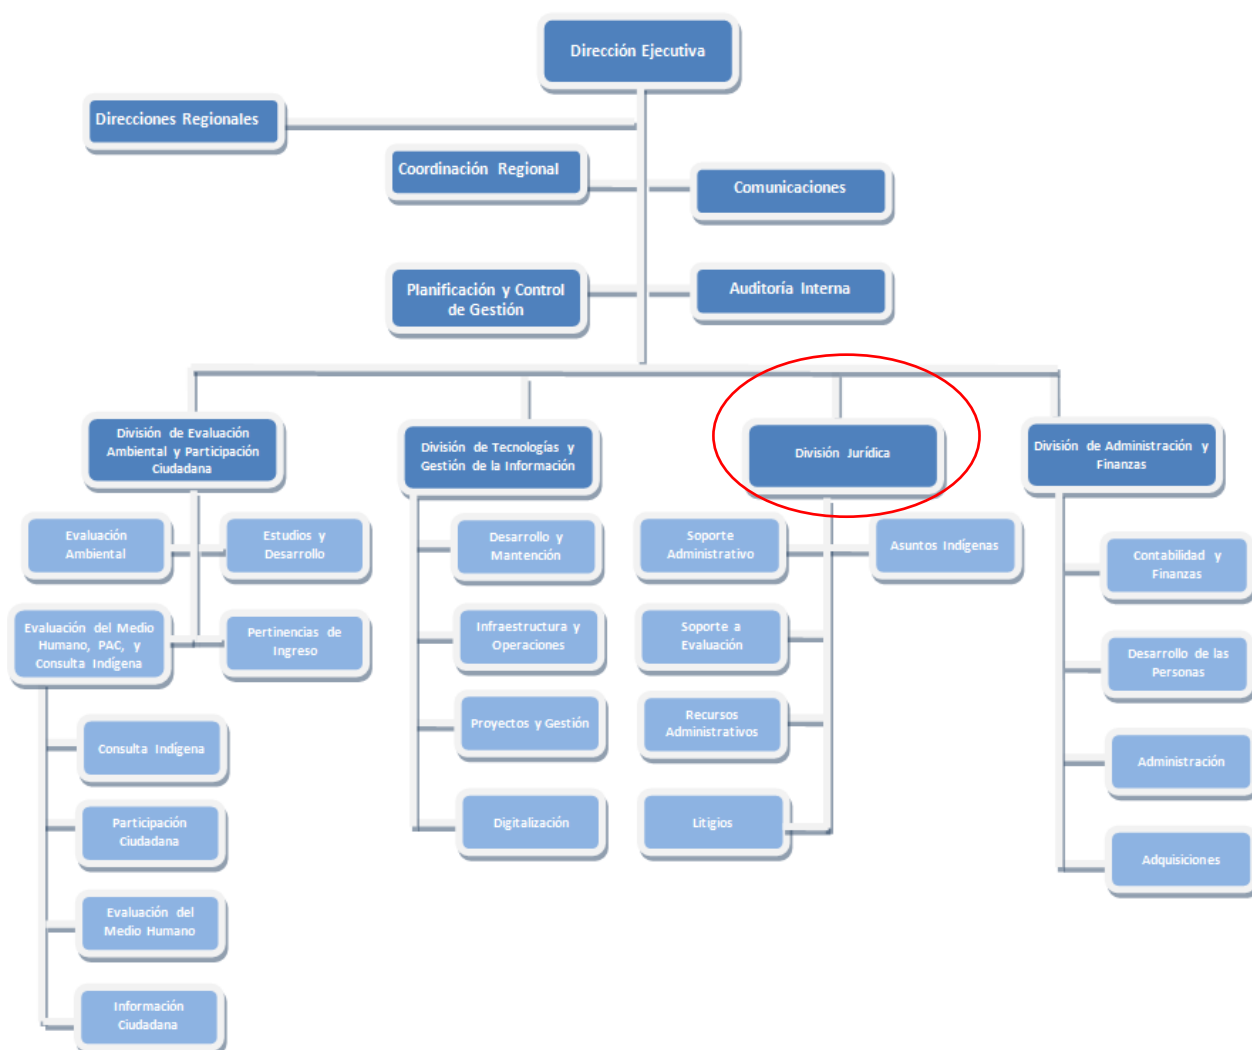 Dirección Ejecutiva
Direcciones Regionales
Coordinación Regional
Comunicaciones
Planificación y Control
de Gestión
Auditoría Interna
División de Evaluación
Ambiental y Participación
Ciudadana
División de Tecnologías y
Gestión de la Información
División Jurídica
División de Administración y
Finanzas
Evaluación
Ambiental
Estudios y
Desarrollo
Evaluación del Medio
Humano, PAC, y
Consulta Indígena
Pertinencias de
Ingreso
Consulta Indígena
Participación
Ciudadana
Evaluación del
Medio Humano
Información
Ciudadana
Desarrollo y
Mantención
Infraestructura y
Operaciones
Proyectos y Gestión
Digitalización
Soporte
Administrativo
Asuntos Indígenas
Soporte a
Evaluación
Recursos
Administrativos
Litigios
Contabilidad y
Finanzas
Desarrollo de las
Personas
Administración
Adquisiciones